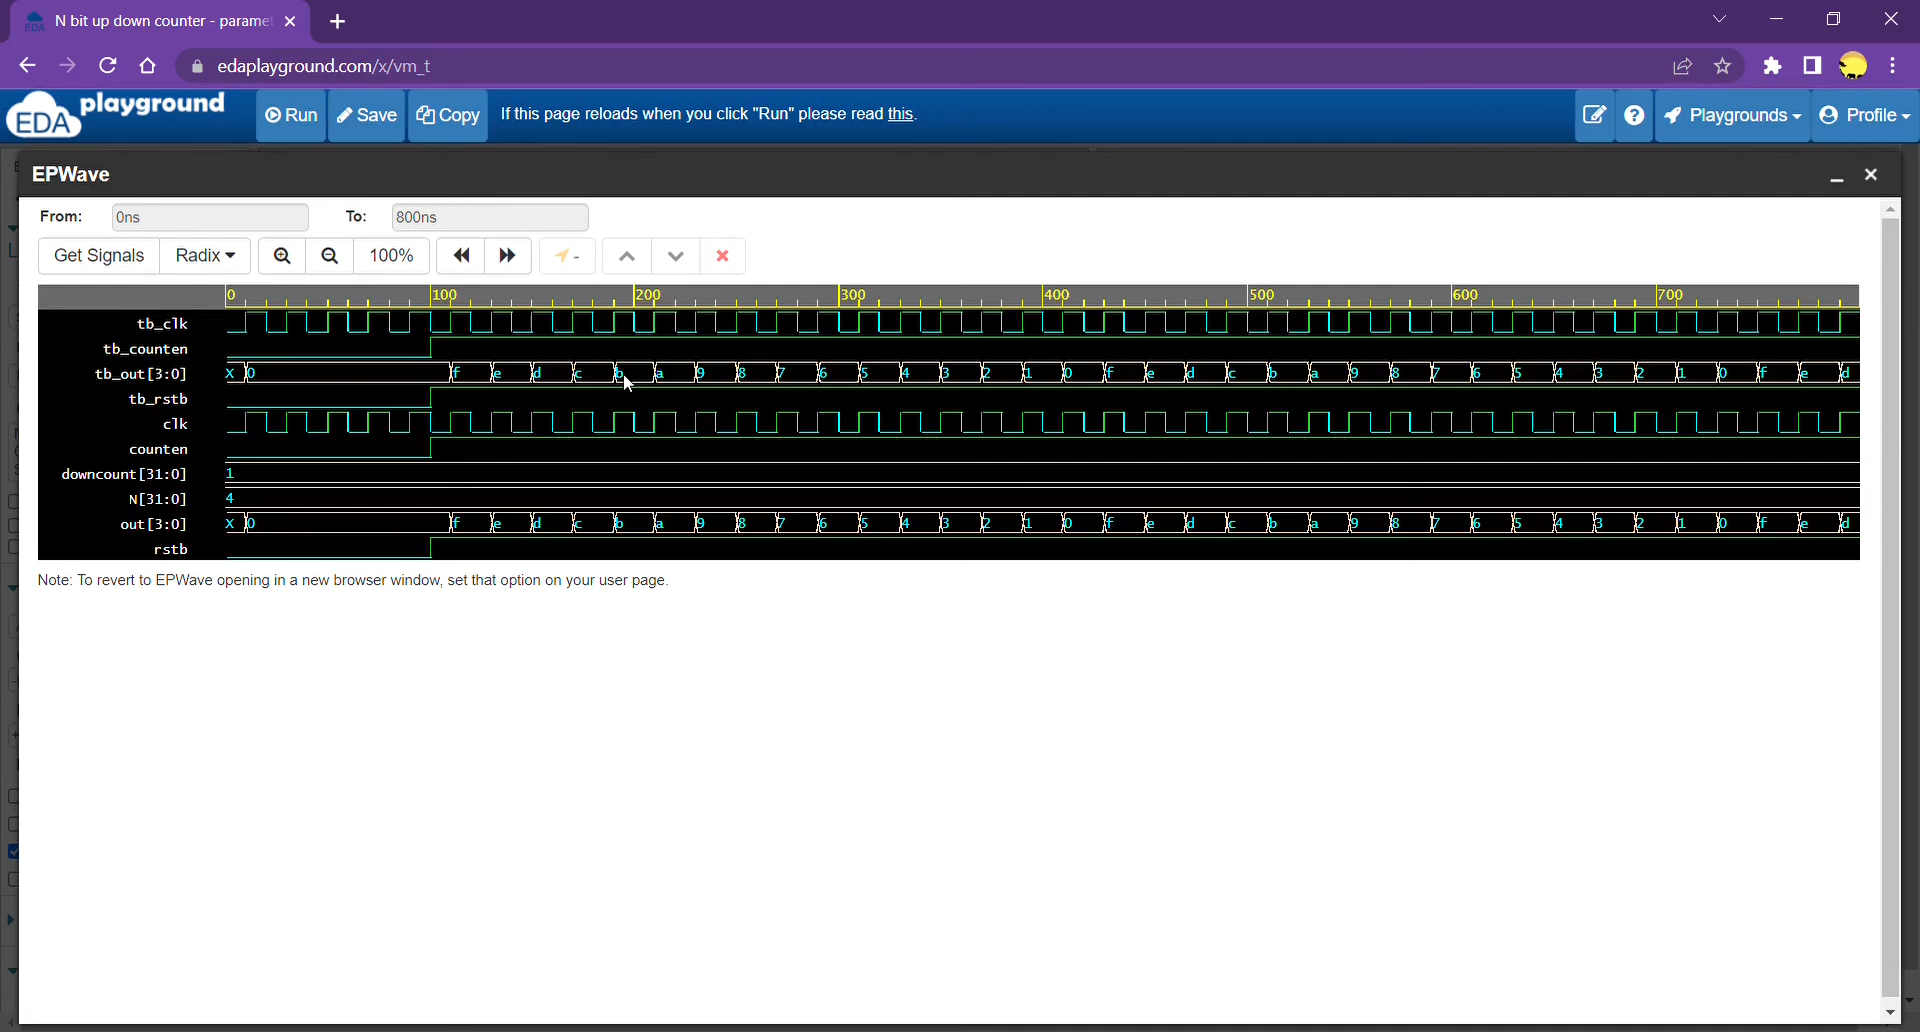 N bit up down counter - parame
edaplayground.com/x/vm_t
EDA playground
Run
Save
Copy
If this page reloads when you click "Run" please read this.
Playgrounds
Profile
EPWave
From: 0ns To: 800ns
Get Signals Radix 100%
0 100 200 300 400 500 600 700
tb_clk
tb_counten
tb_out[3:0] X 0 f e d c b a 9 8 7 6 5 4 3 2 1 0 f e d c b a 9 8 7 6 5 4 3 2 1 0 f e d
tb_rstb
clk
counten
downcount[31:0] 1
N[31:0] 4
out[3:0] X 0 f e d c b a 9 8 7 6 5 4 3 2 1 0 f e d c b a 9 8 7 6 5 4 3 2 1 0 f e d
rstb
Note: To revert to EPWave opening in a new browser window, set that option on your user page.